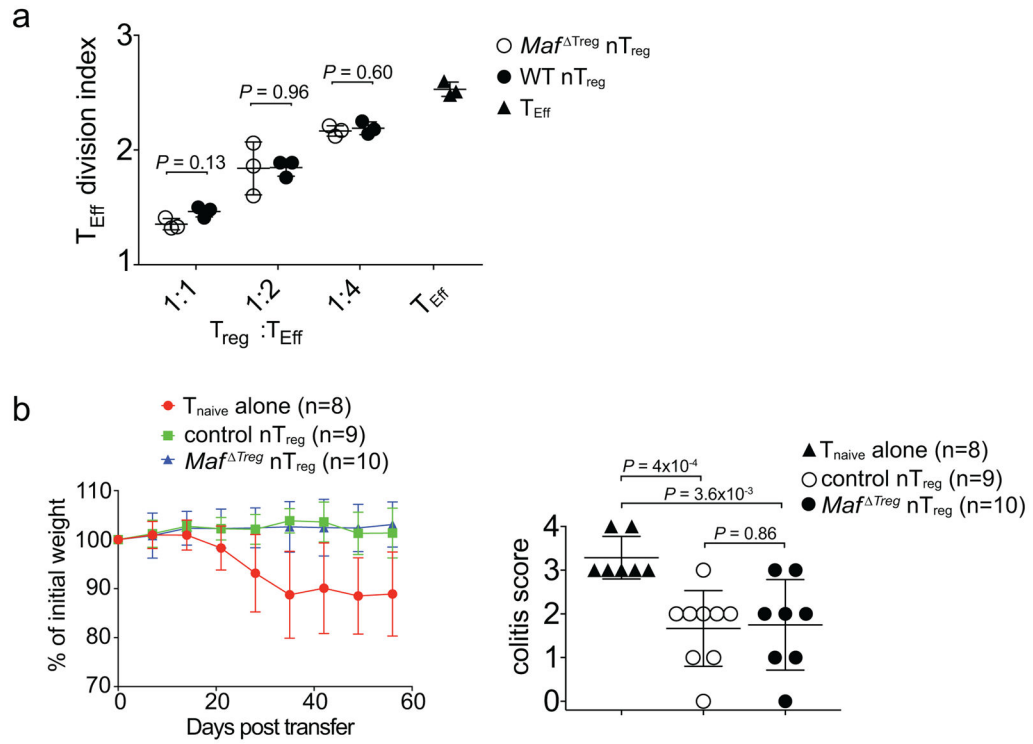 a
3
2
1
T_Eff division index
P = 0.13
P = 0.96
P = 0.60
Maf^ΔTreg nT_reg
WT nT_reg
T_Eff
1:1
1:2
1:4
T_Eff
T_reg :T_Eff
b
T_naive alone (n=8)
control nT_reg (n=9)
Maf^ΔTreg nT_reg (n=10)
110
100
90
80
70
% of initial weight
0
20
40
60
Days post transfer
T_naive alone (n=8)
control nT_reg (n=9)
Maf^ΔTreg nT_reg (n=10)
P = 4x10^-4
P = 3.6x10^-3
P = 0.86
4
3
2
1
0
colitis score